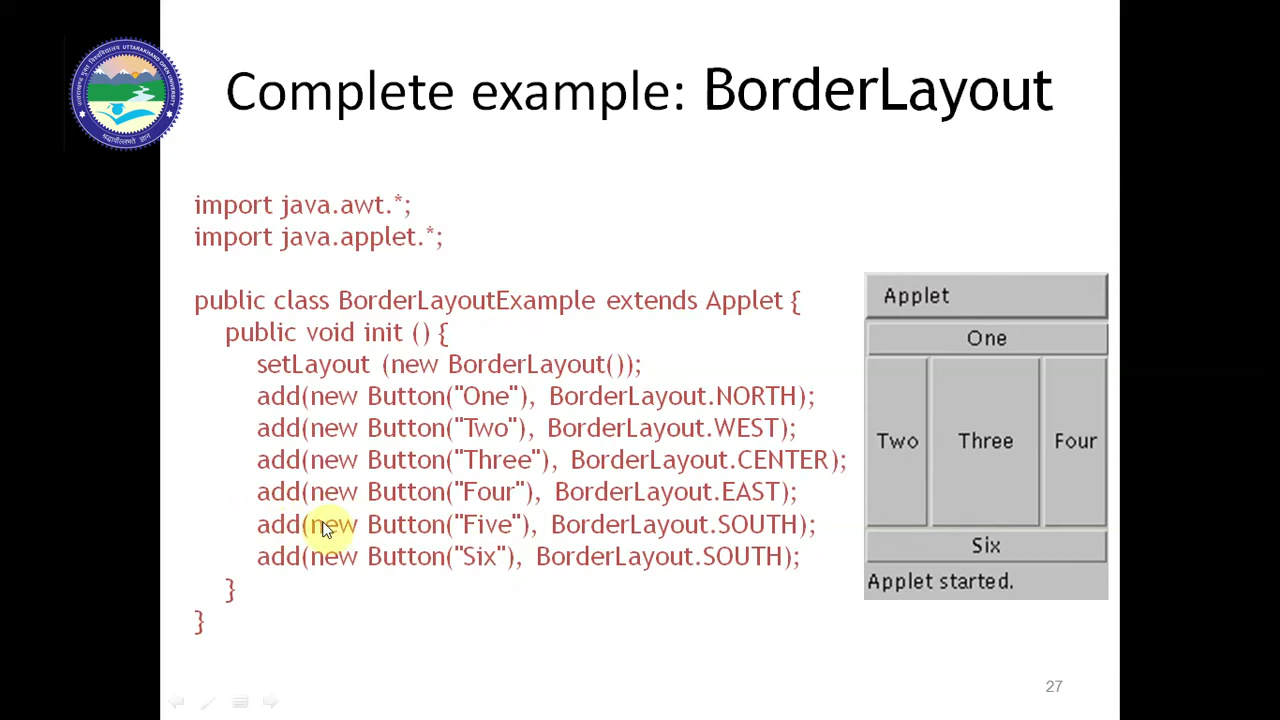 Complete example: BorderLayout
UTTARAKHAND OPEN UNIVERSITY
import java.awt.*;
import java.applet.*;
public class BorderLayoutExample extends Applet {
public void init () {
setLayout (new BorderLayout());
add(new Button("One"), BorderLayout.NORTH);
add(new Button("Two"), BorderLayout.WEST);
add(new Button("Three"), BorderLayout.CENTER);
add(new Button("Four"), BorderLayout.EAST);
add(new Button("Five"), BorderLayout.SOUTH);
add(new Button("Six"), BorderLayout.SOUTH);
}
}
Applet
One
Two Three Four
Six
Applet started.
27